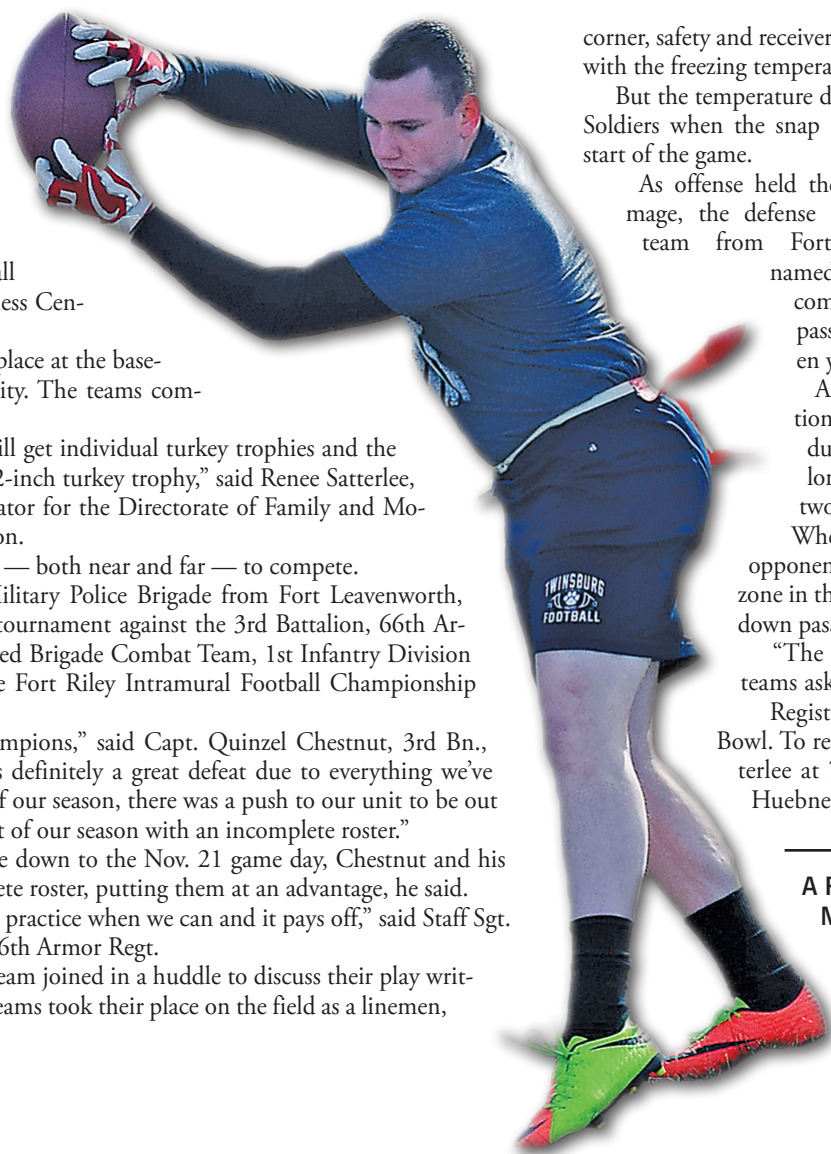 all
ess Cen-
place at the base-
ity. The teams com-
ill get individual turkey trophies and the
2-inch turkey trophy,” said Renee Satterlee,
ator for the Directorate of Family and Mo-
on.
— both near and far — to compete.
Military Police Brigade from Fort Leavenworth,
tournament against the 3rd Battalion, 66th Ar-
ed Brigade Combat Team, 1st Infantry Division
e Fort Riley Intramural Football Championship
mpions,” said Capt. Quinzel Chestnut, 3rd Bn.,
s definitely a great defeat due to everything we’ve
f our season, there was a push to our unit to be out
t of our season with an incomplete roster.”
e down to the Nov. 21 game day, Chestnut and his
ete roster, putting them at an advantage, he said.
practice when we can and it pays off,” said Staff Sgt.
6th Armor Regt.
eam joined in a huddle to discuss their play writ-
eams took their place on the field as a linemen,
TWINSBURG
FOOTBALL
corner, safety and receiver
with the freezing tempera
But the temperature d
Soldiers when the snap
start of the game.
As offense held the
mage, the defense
team from Fort
named
com
pass
en y
A
tion
du
lor
two
Whe
opponen
zone in th
down pass
“The
teams ask
Regist
Bowl. To re
terlee at
Huebne
A F
M